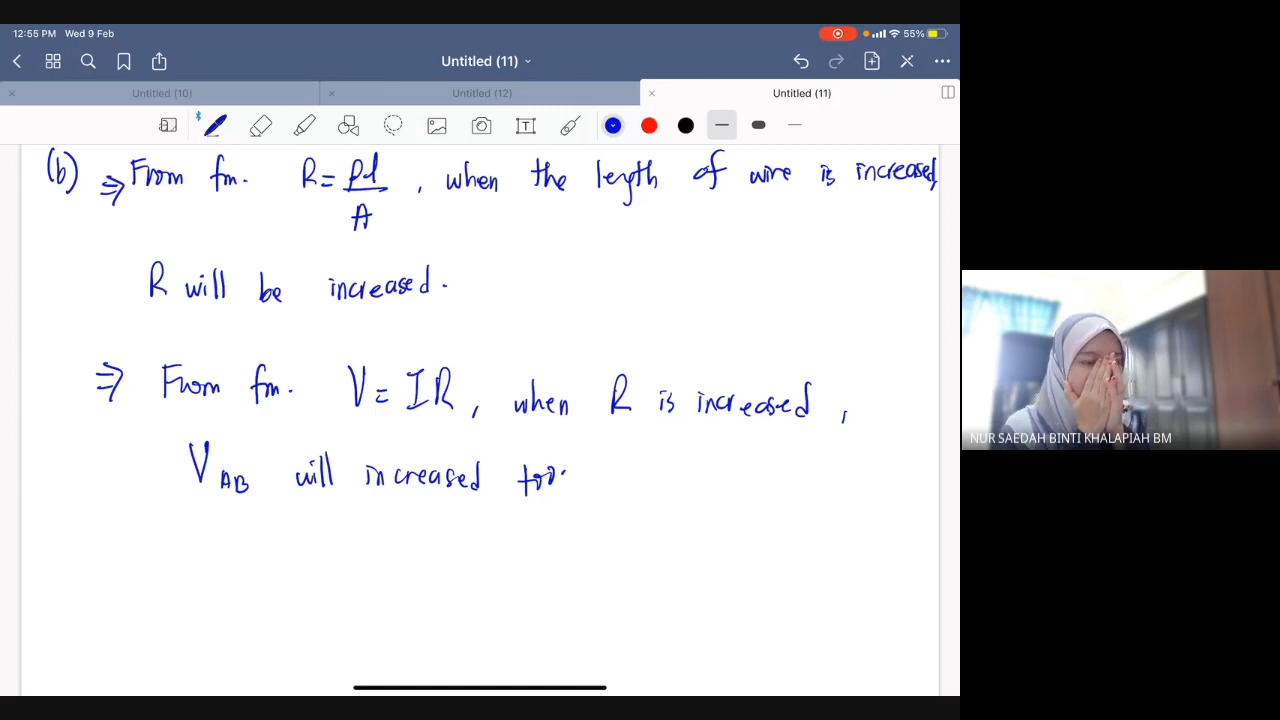 12:55 PM Wed 9 Feb
55%
Untitled (11)
Untitled (10)
Untitled (12)
Untitled (11)
T
(b) ⇒ From fm. R = ρl/A , when the length of wire is increased,
R will be increased.
⇒ From fm. V = IR, when R is increased ,
V_AB will increased too.
NUR SAEDAH BINTI KHALAPIAH BM